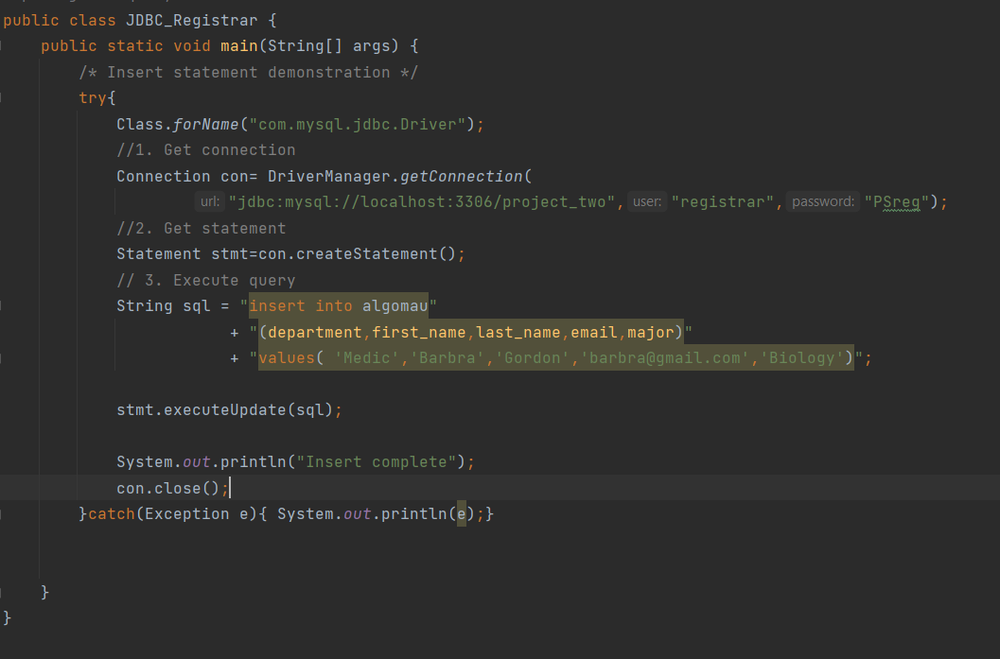 public class JDBC_Registrar {
    public static void main(String[] args) {
        /* Insert statement demonstration */
        try{
            Class.forName("com.mysql.jdbc.Driver");
            //1. Get connection
            Connection con= DriverManager.getConnection(
                    url: "jdbc:mysql://localhost:3306/project_two", user: "registrar", password: "PSreg");
            //2. Get statement
            Statement stmt=con.createStatement();
            // 3. Execute query
            String sql = "insert into algomau"
                        + "(department,first_name,last_name,email,major)"
                        + "values( 'Medic','Barbra','Gordon','barbra@gmail.com','Biology')";
            stmt.executeUpdate(sql);
            System.out.println("Insert complete");
            con.close();
        }catch(Exception e){ System.out.println(e);}
    }
}